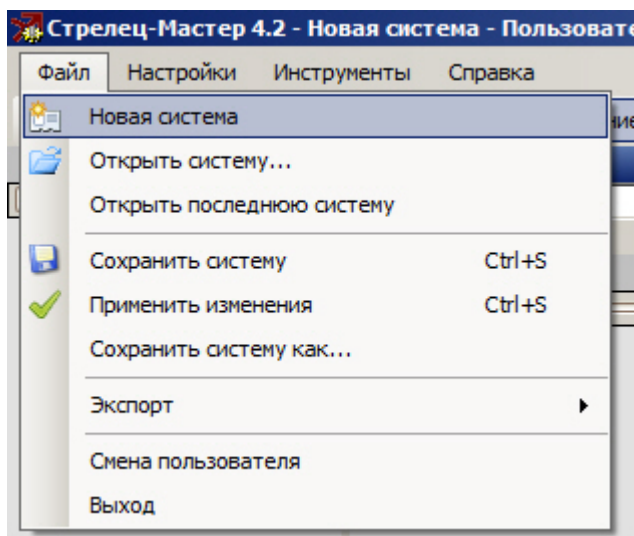 Стрелец-Мастер 4.2 - Новая система - Пользовате
Файл Настройки Инструменты Справка
Новая система
Открыть систему...
Открыть последнюю систему
Сохранить систему Ctrl+S
Применить изменения Ctrl+S
Сохранить систему как...
Экспорт
Смена пользователя
Выход